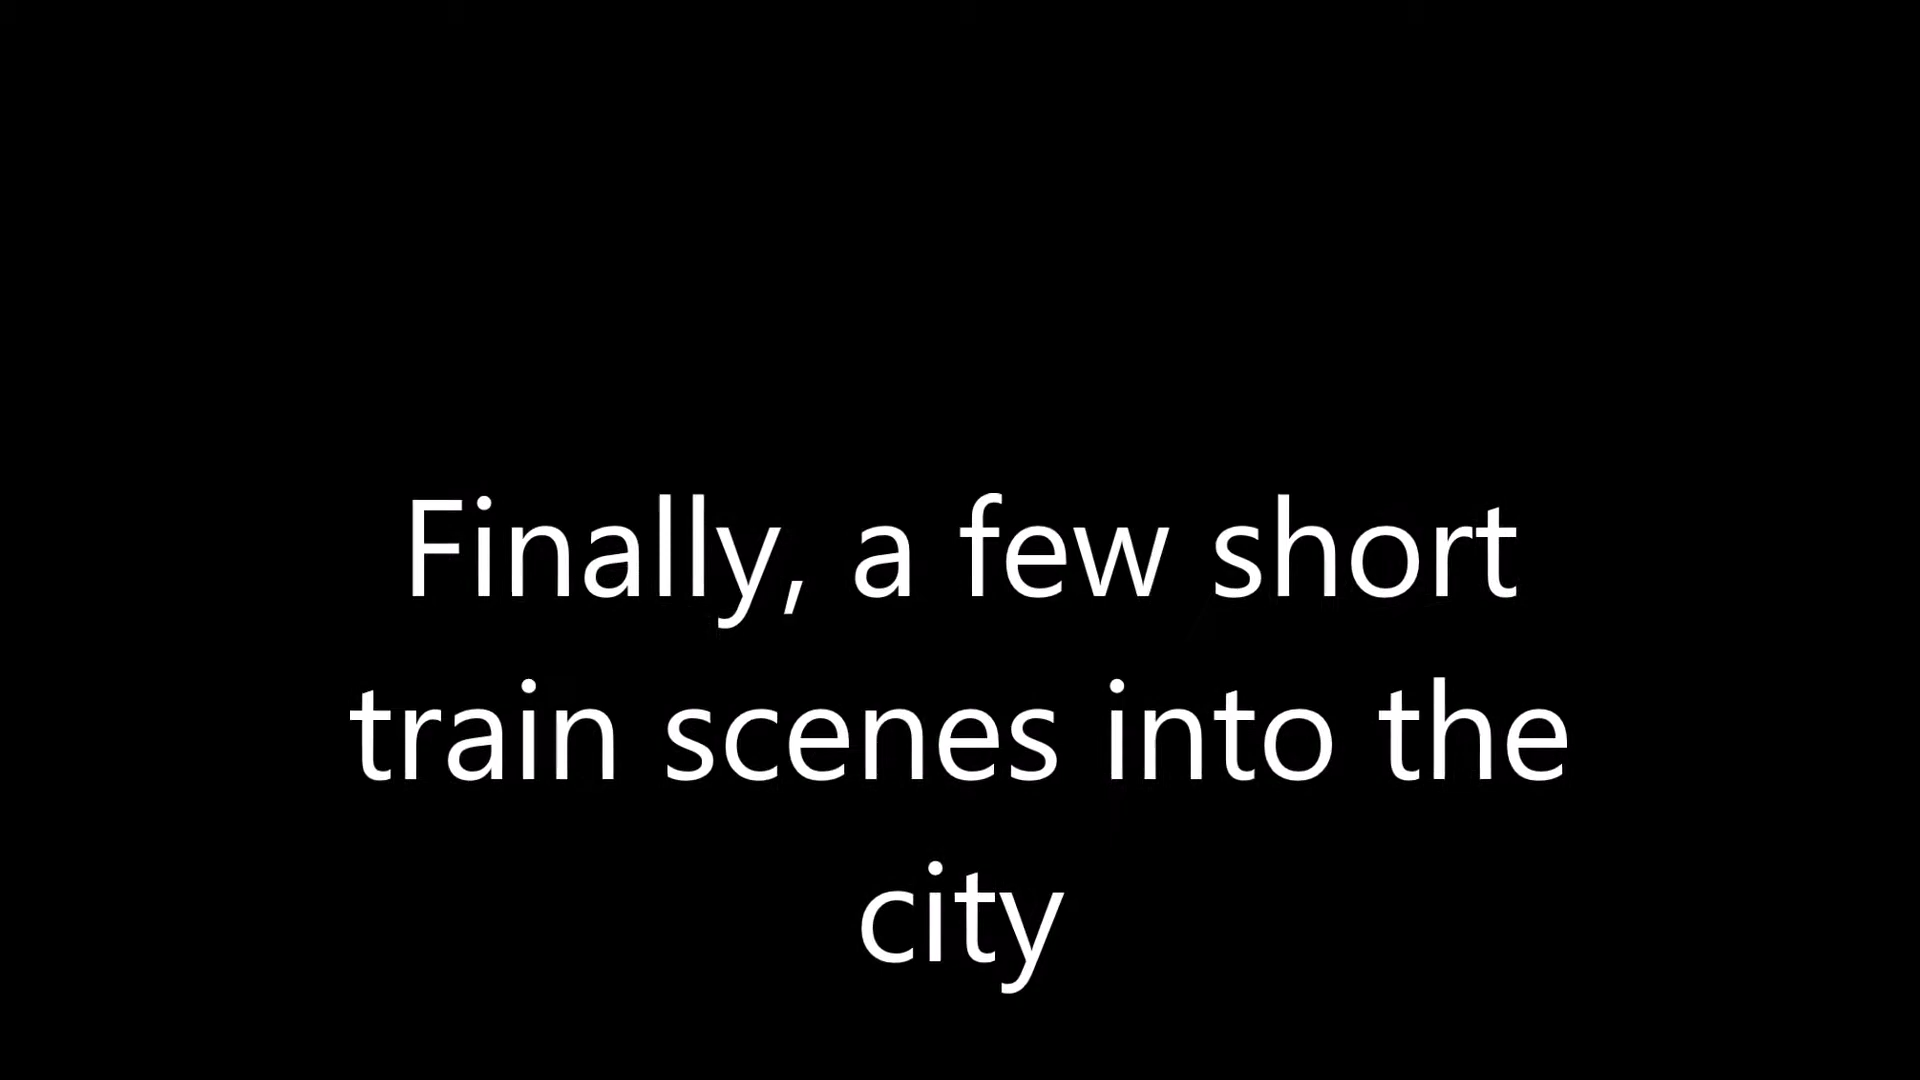 Finally, a few short
train scenes into the
city